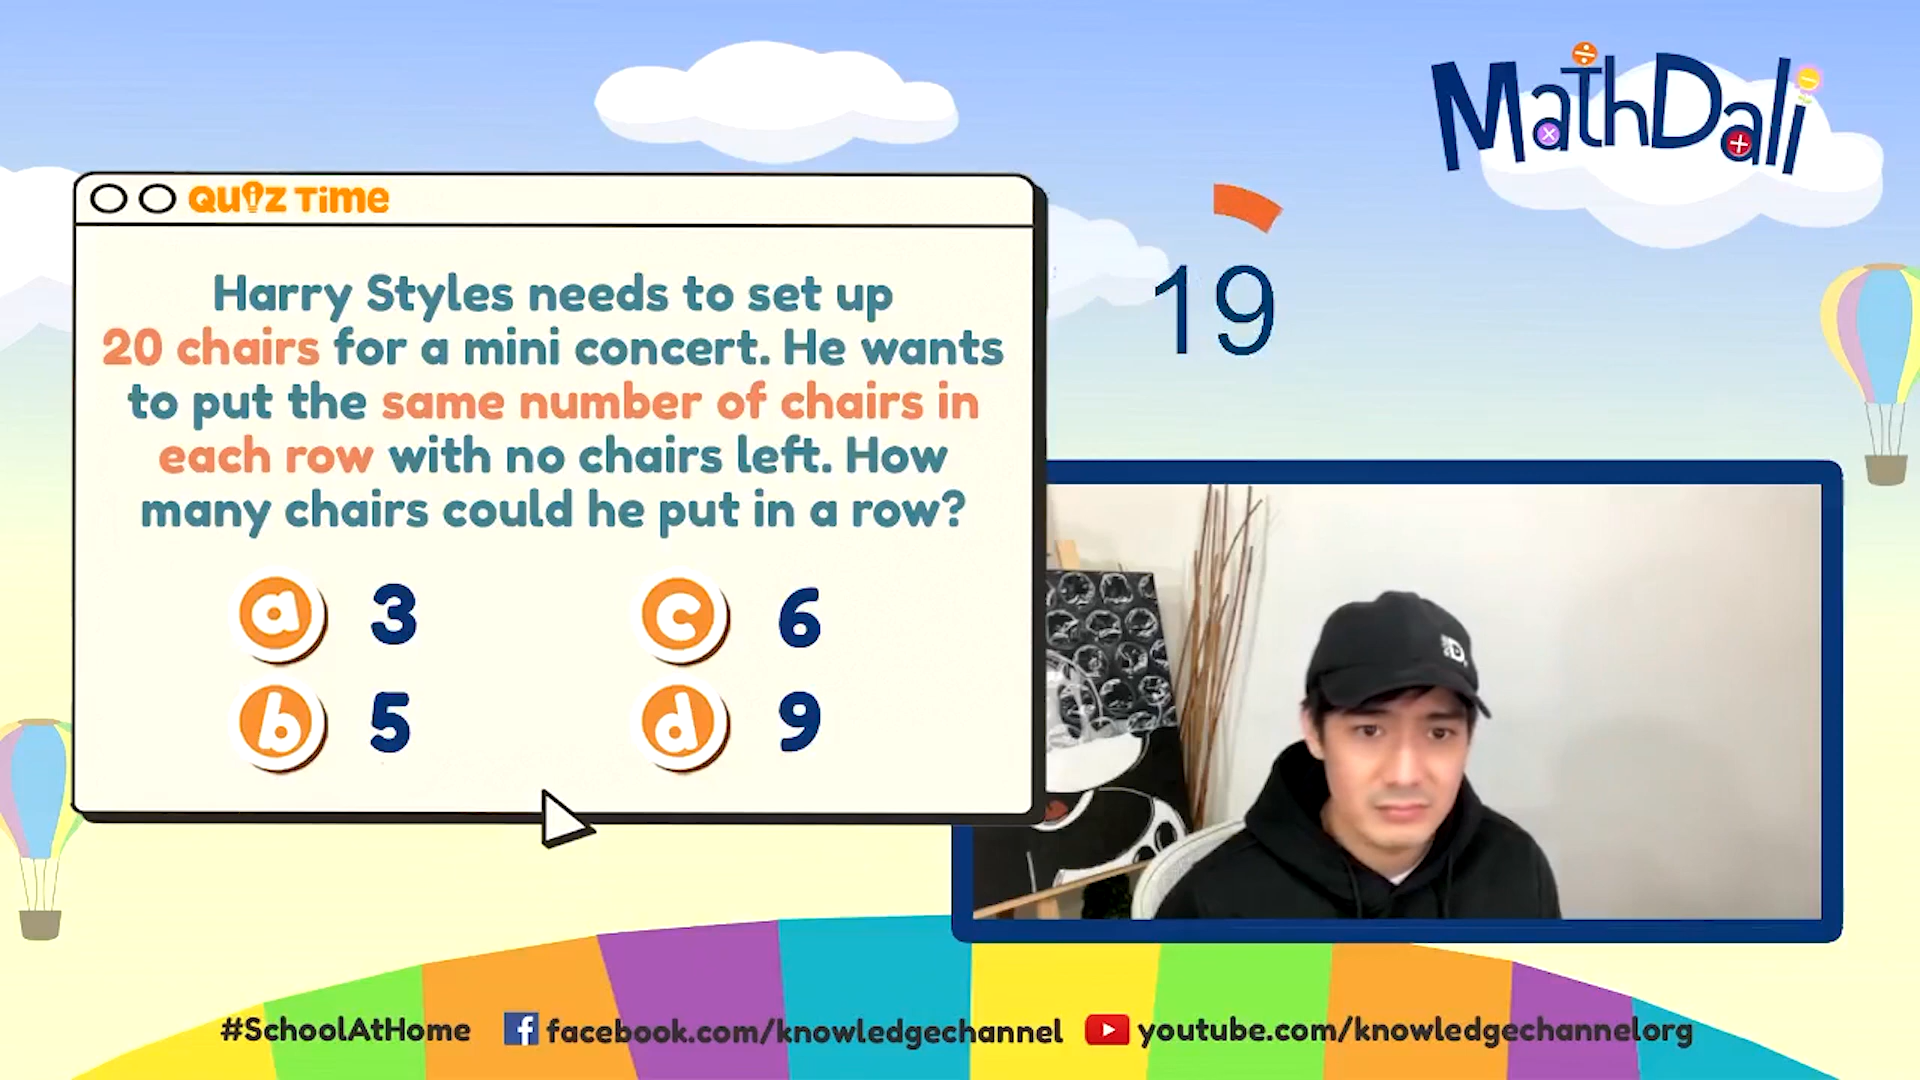 MathDali
QUIZ TIME
19
Harry Styles needs to set up
20 chairs for a mini concert. He wants
to put the same number of chairs in
each row with no chairs left. How
many chairs could he put in a row?
a 3
c 6
b 5
d 9
D.
#SchoolAtHome facebook.com/knowledgechannel youtube.com/knowledgechannelorg